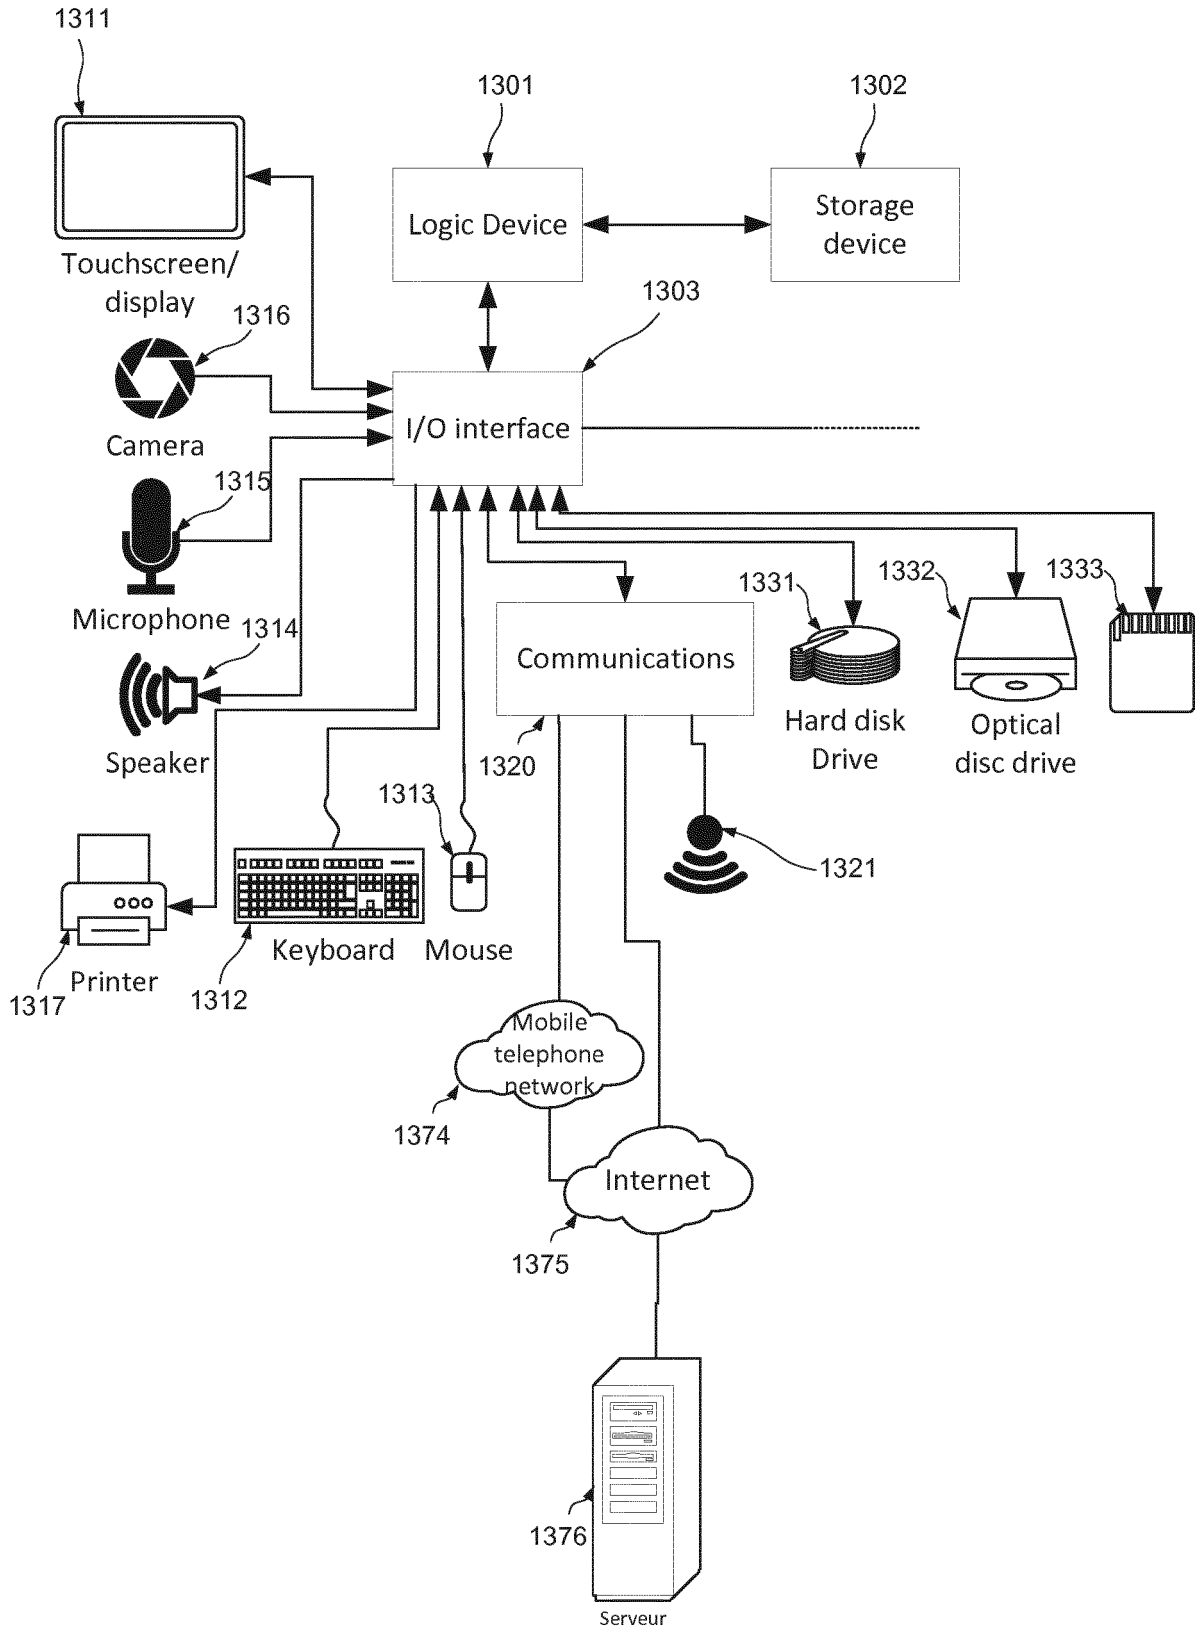 1311
1301
1302
Logic Device
Storage
device
Touchscreen/
display
1316
1303
Camera
I/O interface
1315
Microphone
1314
1331
1332
1333
Communications
Speaker
1320
Hard disk
Drive
Optical
disc drive
1313
1321
Printer
1317
Keyboard
1312
Mouse
Mobile
telephone
network
1374
Internet
1375
1376
Serveur